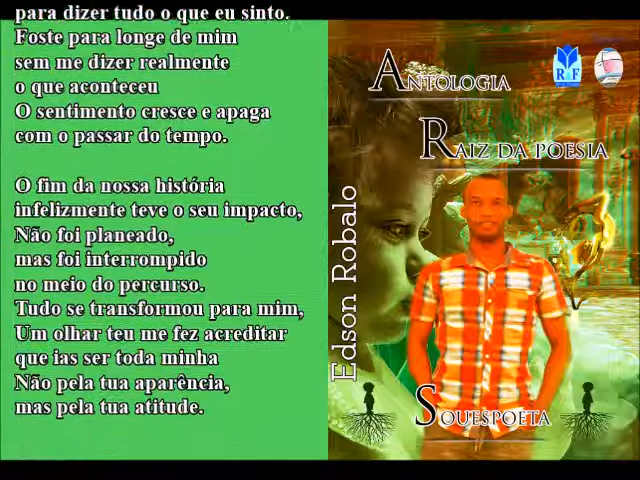 para dizer tudo o que eu sinto.
Foste para longe de mim
sem me dizer realmente
o que aconteceu
O sentimento cresce e apaga
com o passar do tempo.
O fim da nossa história
infelizmente teve o seu impacto,
Não foi planeado,
mas foi interrompido
no meio do percurso.
Tudo se transformou para mim,
Um olhar teu me fez acreditar
que ias ser toda minha
Não pela tua aparência,
mas pela tua atitude.
Edson Robalo
ANTOLOGIA
RAIZ DA POESIA
SOUESPOETA
R F